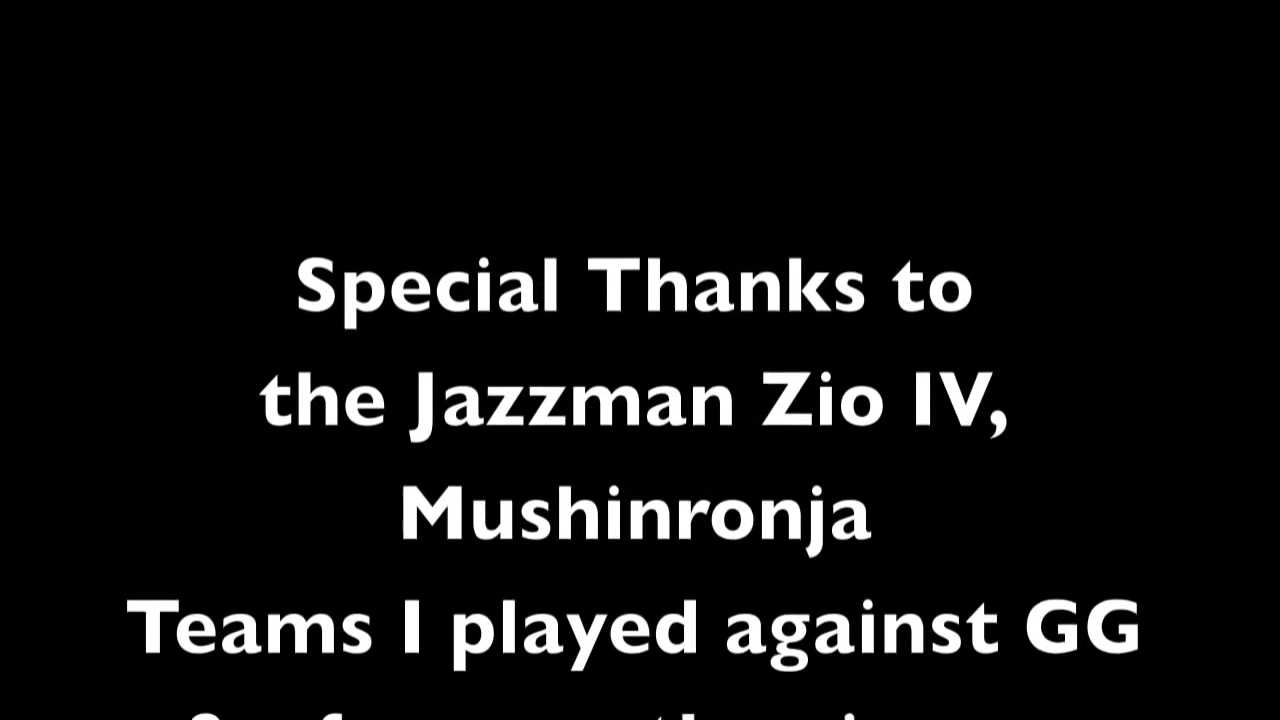 Special Thanks to
the Jazzman Zio IV,
Mushinronja
Teams I played against GG